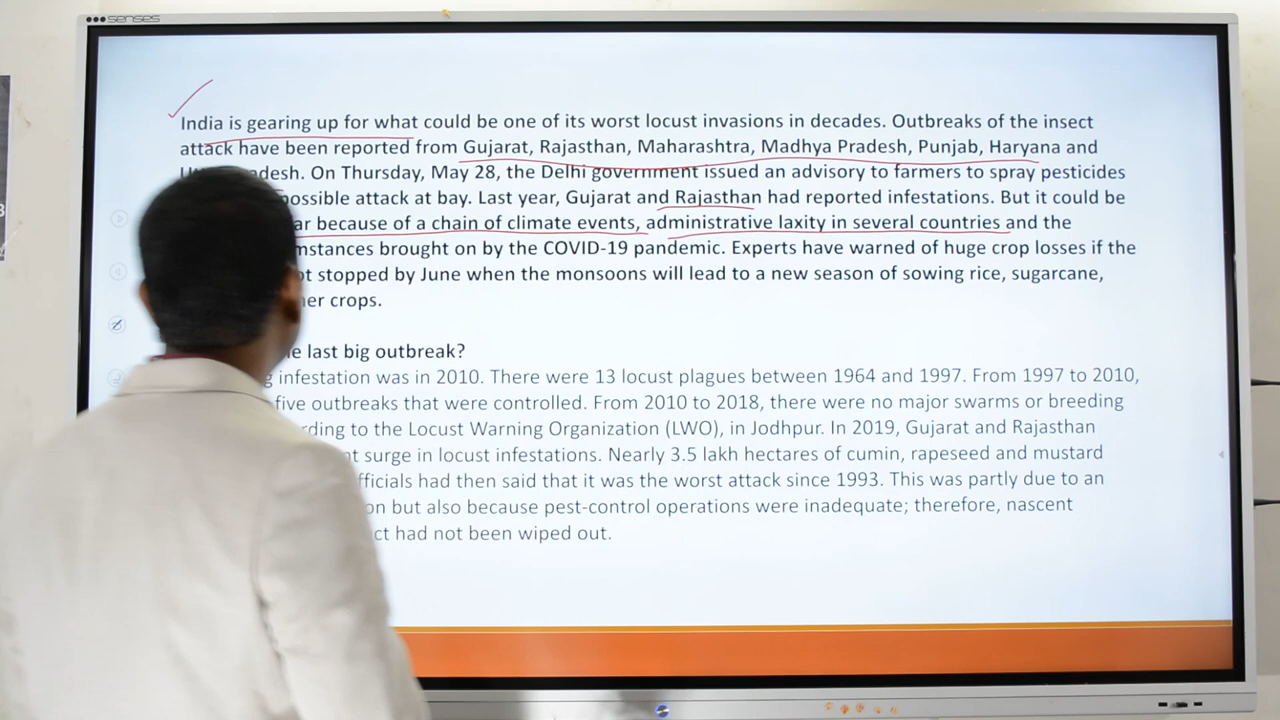 senses
India is gearing up for what could be one of its worst locust invasions in decades. Outbreaks of the insect
attack have been reported from Gujarat, Rajasthan, Maharashtra, Madhya Pradesh, Punjab, Haryana and
desh. On Thursday, May 28, the Delhi government issued an advisory to farmers to spray pesticides
possible attack at bay. Last year, Gujarat and Rajasthan had reported infestations. But it could be
ar because of a chain of climate events, administrative laxity in several countries and the
mstances brought on by the COVID-19 pandemic. Experts have warned of huge crop losses if the
ot stopped by June when the monsoons will lead to a new season of sowing rice, sugarcane,
her crops.
e last big outbreak?
g infestation was in 2010. There were 13 locust plagues between 1964 and 1997. From 1997 to 2010,
five outbreaks that were controlled. From 2010 to 2018, there were no major swarms or breeding
rding to the Locust Warning Organization (LWO), in Jodhpur. In 2019, Gujarat and Rajasthan
nt surge in locust infestations. Nearly 3.5 lakh hectares of cumin, rapeseed and mustard
fficials had then said that it was the worst attack since 1993. This was partly due to an
on but also because pest-control operations were inadequate; therefore, nascent
ct had not been wiped out.